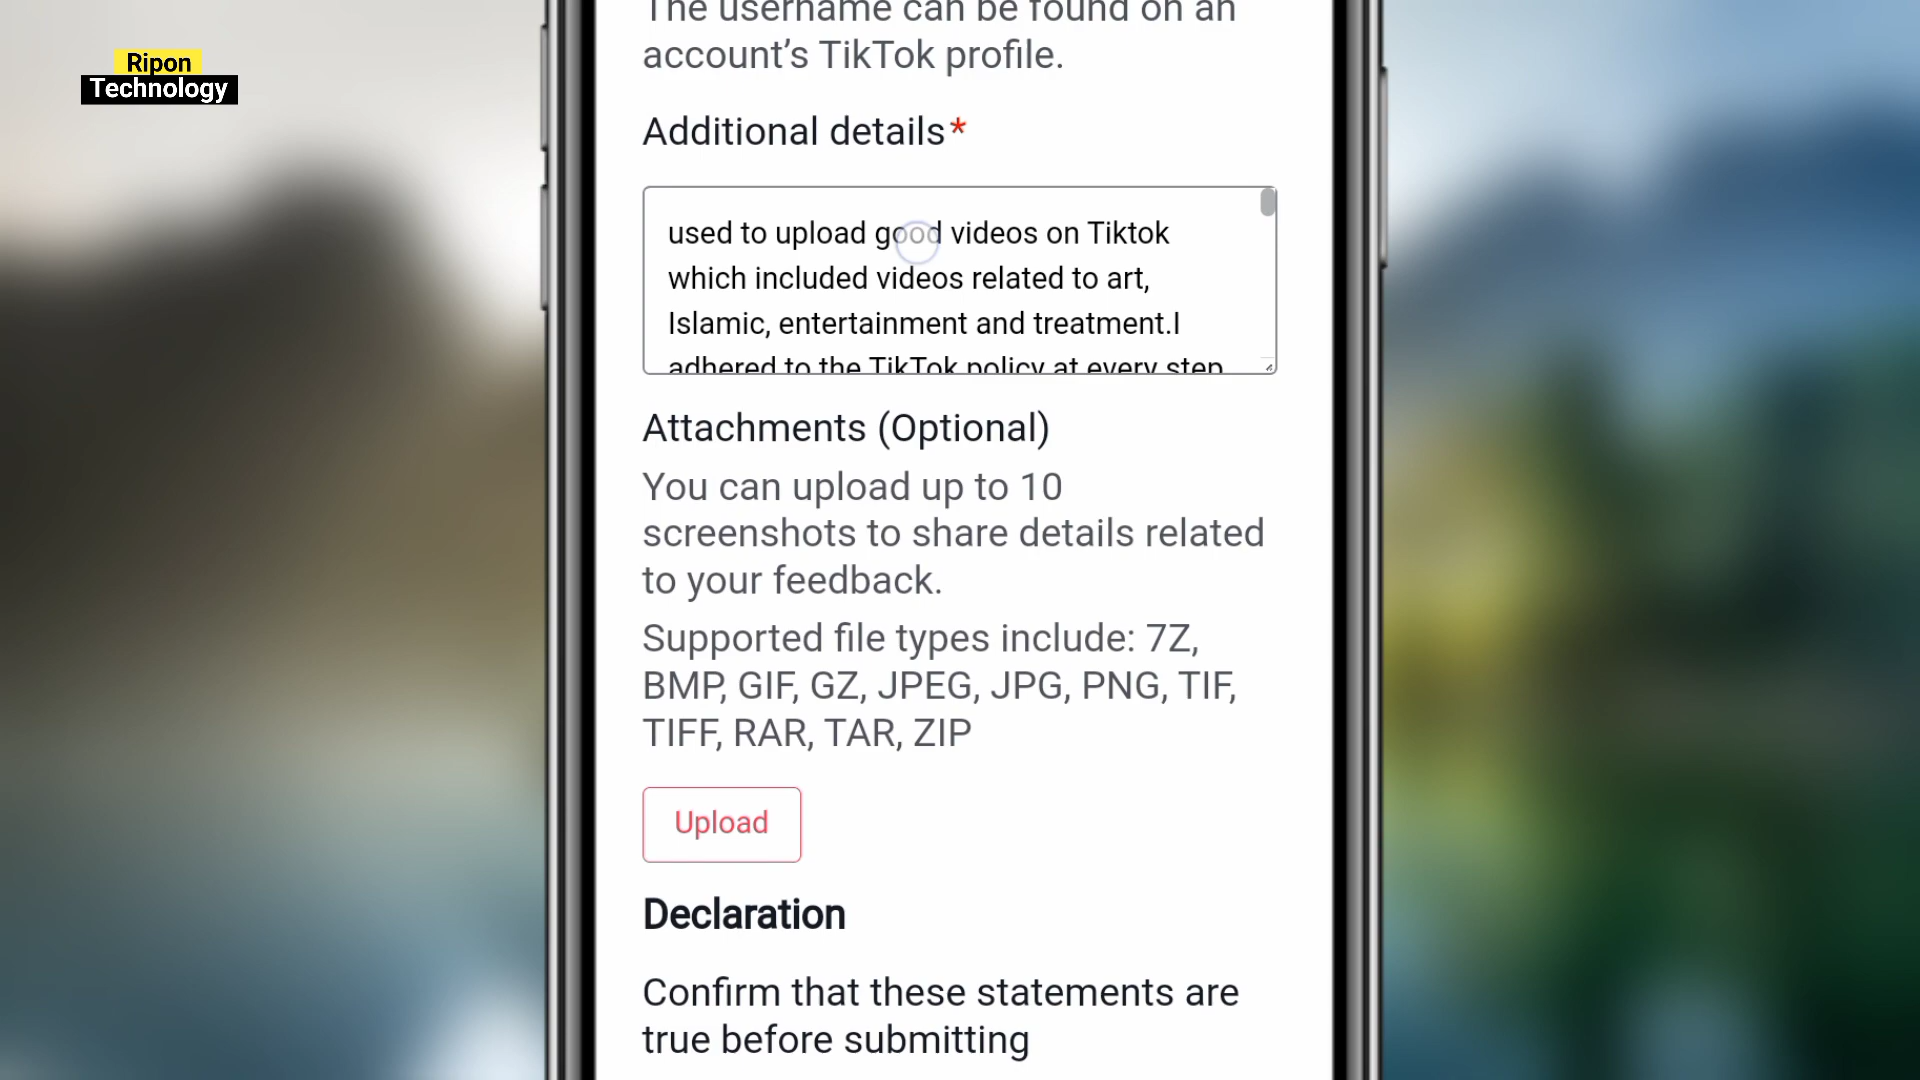 Ripon
Technology
The username can be found on an
account's TikTok profile.
Additional details*
used to upload good videos on Tiktok
which included videos related to art,
Islamic, entertainment and treatment.I
adhered to the TikTok policy at every step
Attachments (Optional)
You can upload up to 10
screenshots to share details related
to your feedback.
Supported file types include: 7Z,
BMP, GIF, GZ, JPEG, JPG, PNG, TIF,
TIFF, RAR, TAR, ZIP
Upload
Declaration
Confirm that these statements are
true before submitting